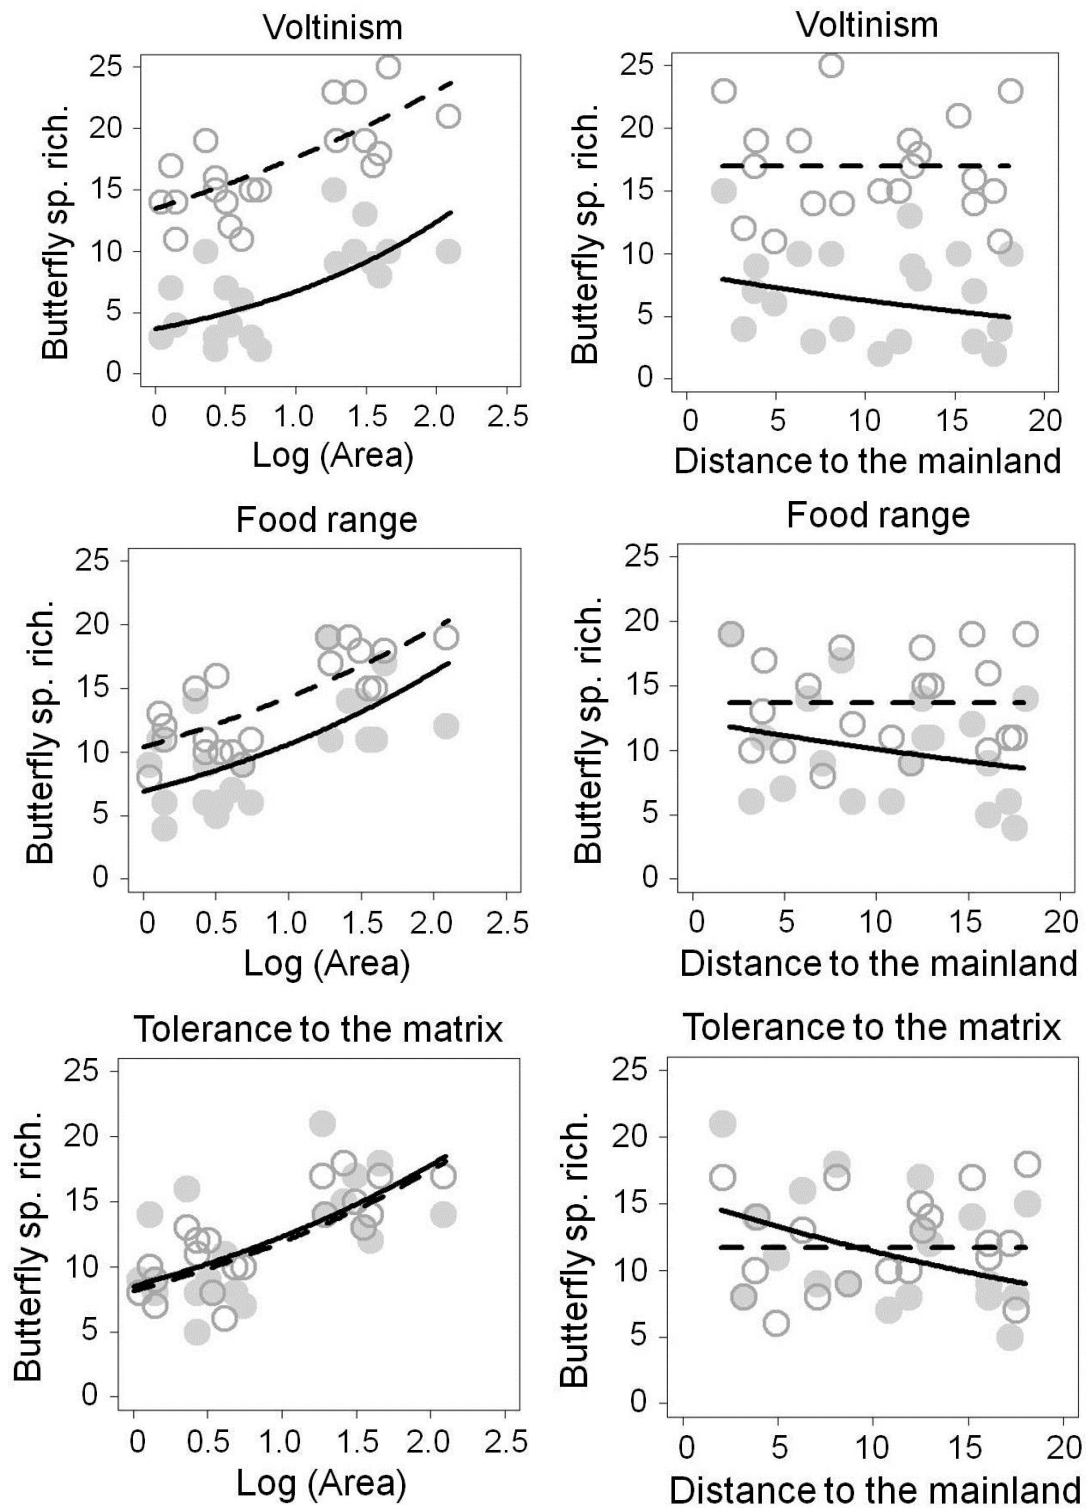 Voltinism
25
20
15
10
5
0
Butterfly sp. rich.
0 0.5 1.0 1.5 2.0 2.5
Log (Area)
Voltinism
25
20
15
10
5
0
Butterfly sp. rich.
0 5 10 15 20
Distance to the mainland
Food range
25
20
15
10
5
0
Butterfly sp. rich.
0 0.5 1.0 1.5 2.0 2.5
Log (Area)
Food range
25
20
15
10
5
0
Butterfly sp. rich.
0 5 10 15 20
Distance to the mainland
Tolerance to the matrix
25
20
15
10
5
0
Butterfly sp. rich.
0 0.5 1.0 1.5 2.0 2.5
Log (Area)
Tolerance to the matrix
25
20
15
10
5
0
Butterfly sp. rich.
0 5 10 15 20
Distance to the mainland